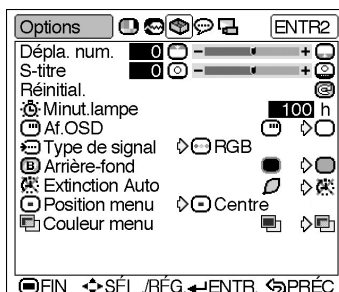 Options ENTR2
Dépla. num. 0 − +
S-titre 0 − +
Réinitial.
Minut.lampe 100 h
Af.OSD
Type de signal RGB
B Arrière-fond
Extinction Auto
Position menu Centre
Couleur menu
FIN SÉL./RÉG. ENTR. PRÉC